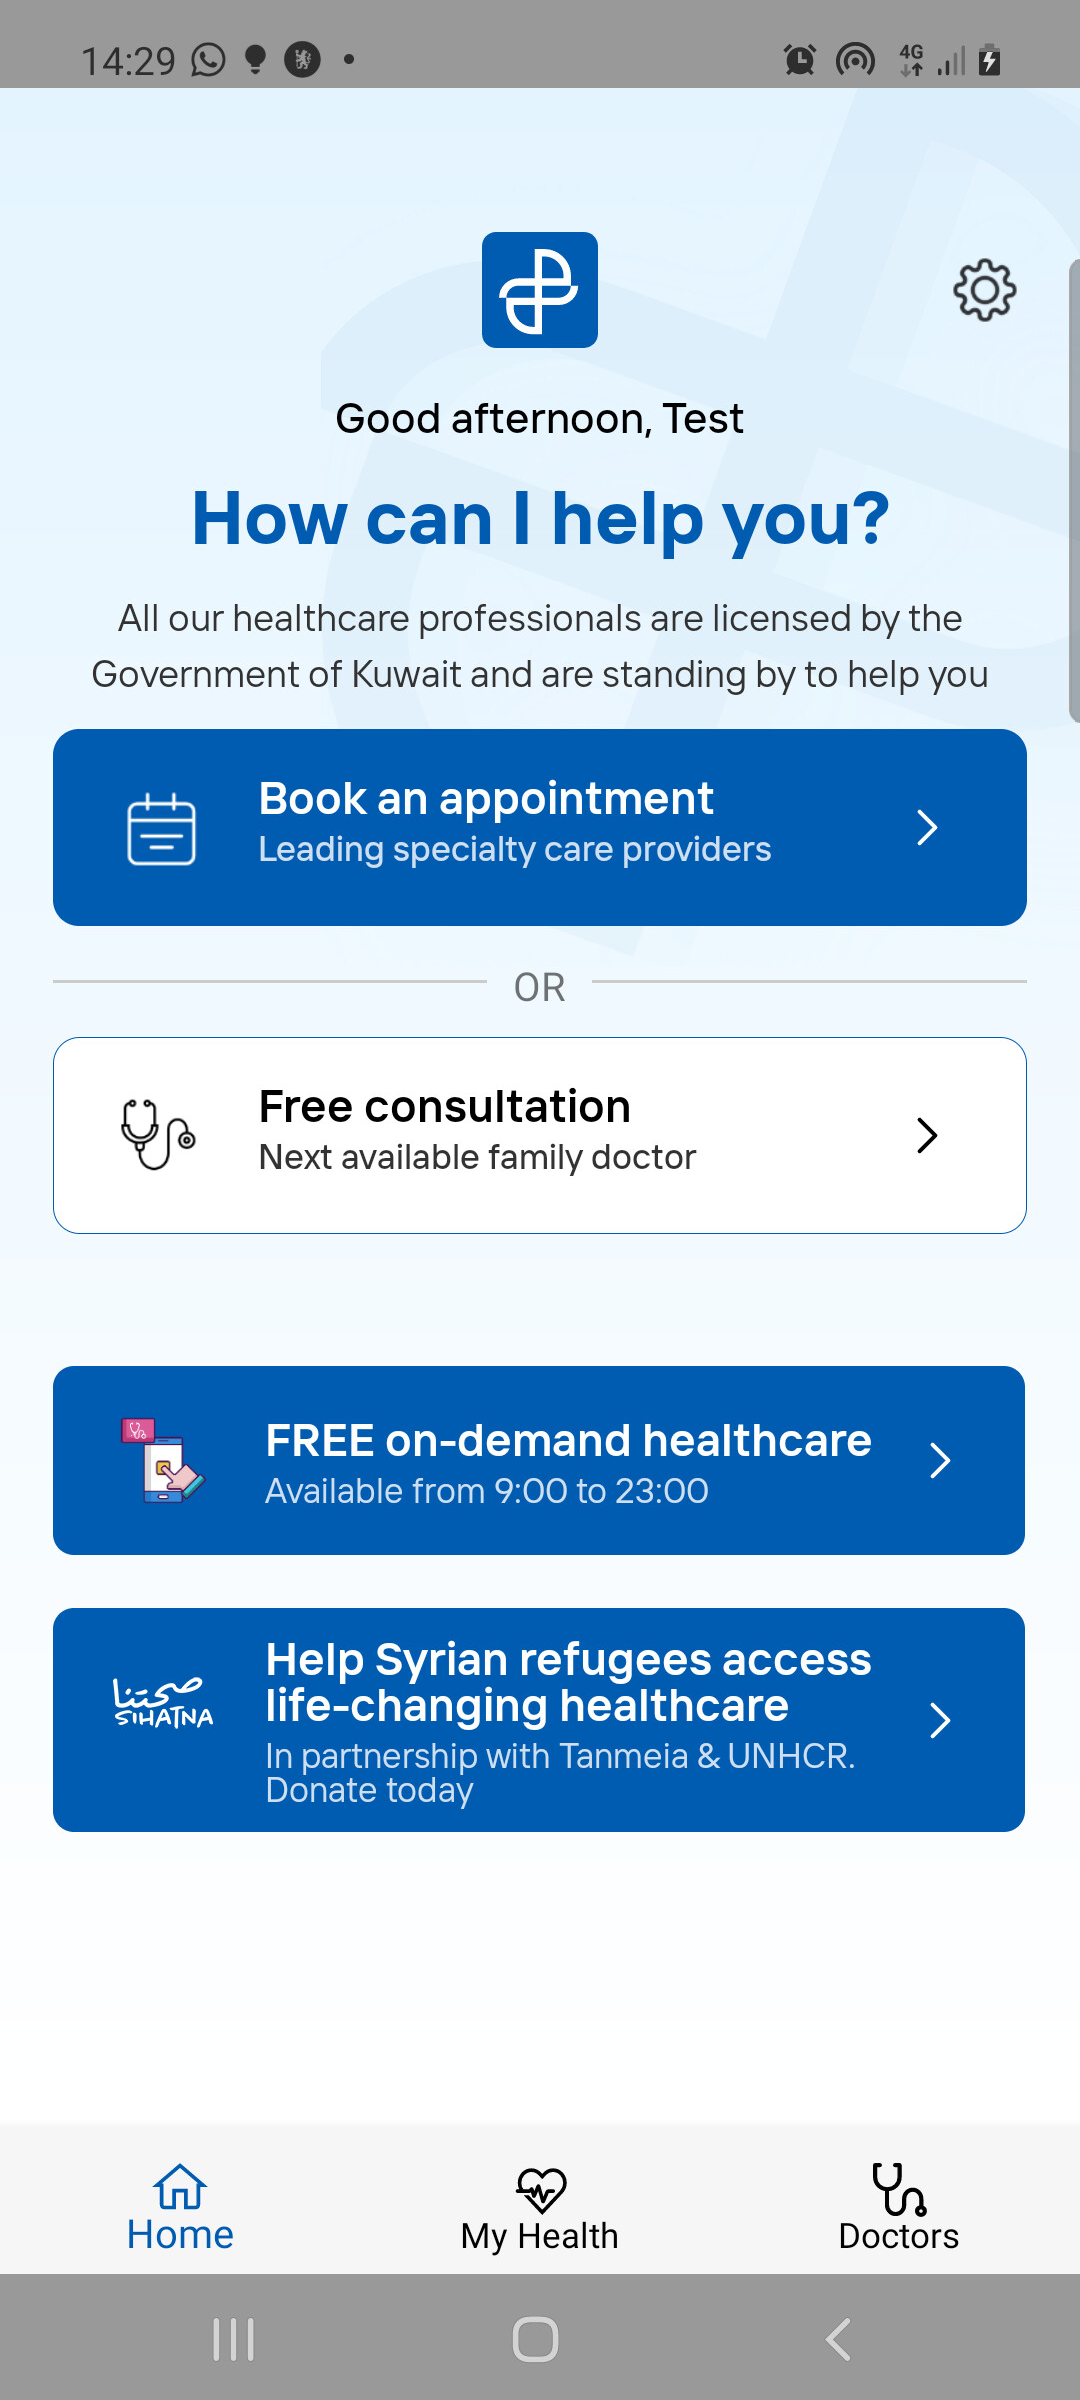 14:29
4G
Good afternoon, Test
How can I help you?
All our healthcare professionals are licensed by the
Government of Kuwait and are standing by to help you
Book an appointment
Leading specialty care providers
OR
Free consultation
Next available family doctor
FREE on-demand healthcare
Available from 9:00 to 23:00
صحتنا
SIHATNA
Help Syrian refugees access
life-changing healthcare
In partnership with Tanmeia & UNHCR.
Donate today
Home
My Health
Doctors